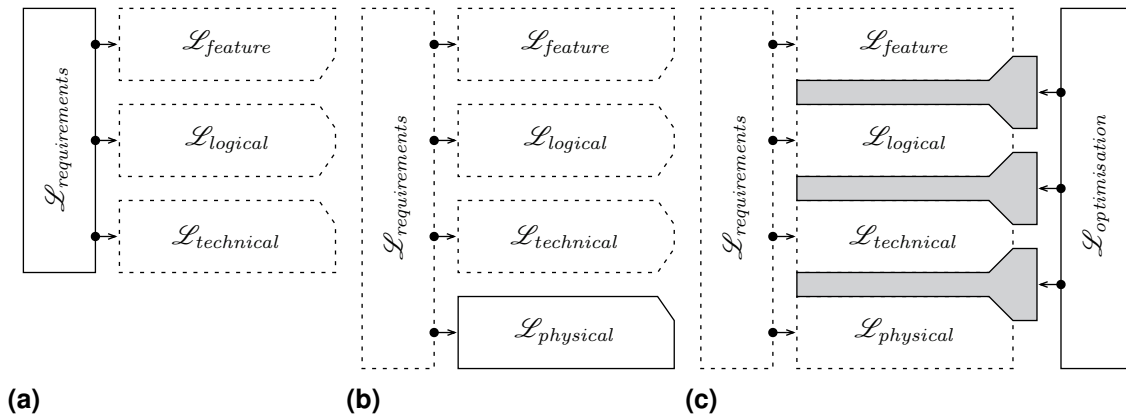 ℒrequirements
ℒfeature
ℒlogical
ℒtechnical
(a)
ℒrequirements
ℒfeature
ℒlogical
ℒtechnical
ℒphysical
(b)
ℒrequirements
ℒfeature
ℒlogical
ℒtechnical
ℒphysical
ℒoptimisation
(c)